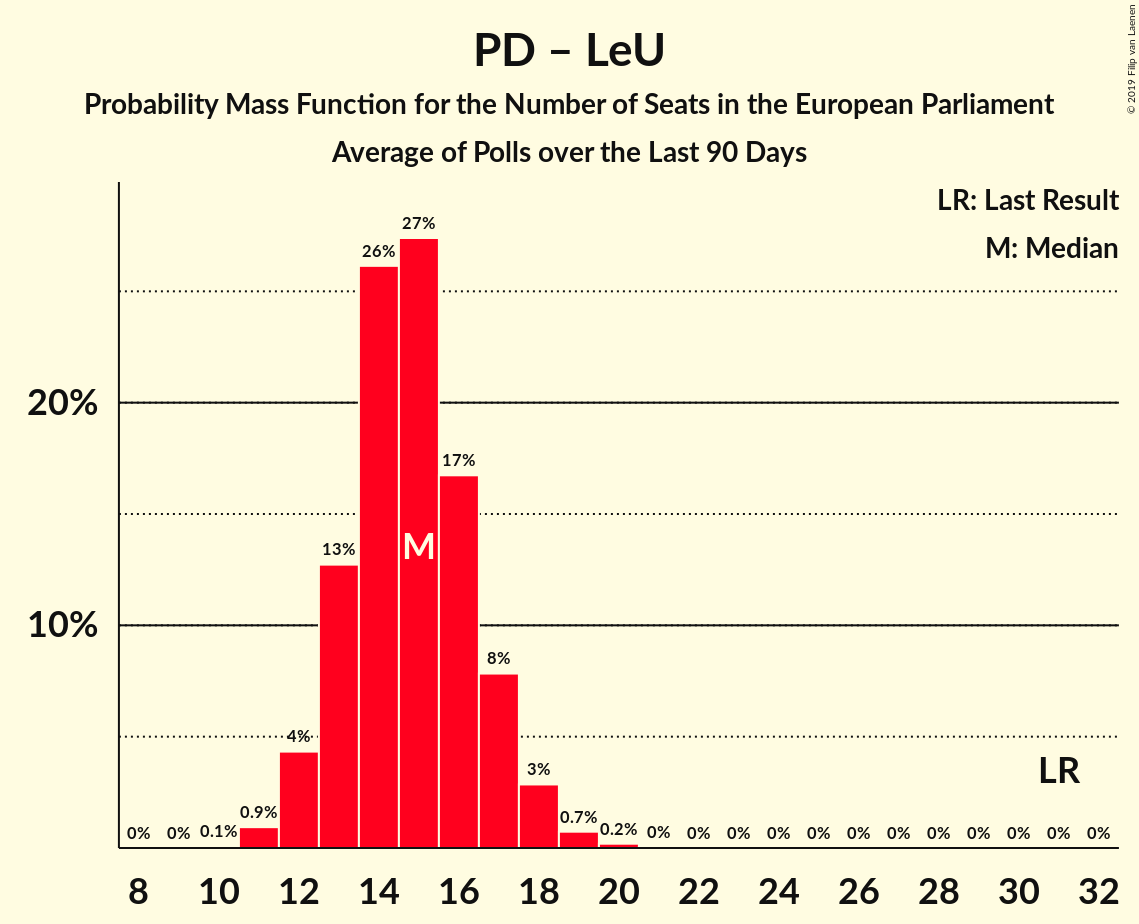 PD – LeU
Probability Mass Function for the Number of Seats in the European Parliament
Average of Polls over the Last 90 Days
© 2019 Filip van Laenen
LR: Last Result
M: Median
20%
10%
0% 0% 0.1% 0.9% 4% 13% 26% 27% 17% 8% 3% 0.7% 0.2% 0% 0% 0% 0% 0% 0% 0% 0% 0% 0% 0% 0%
M
LR
8 10 12 14 16 18 20 22 24 26 28 30 32